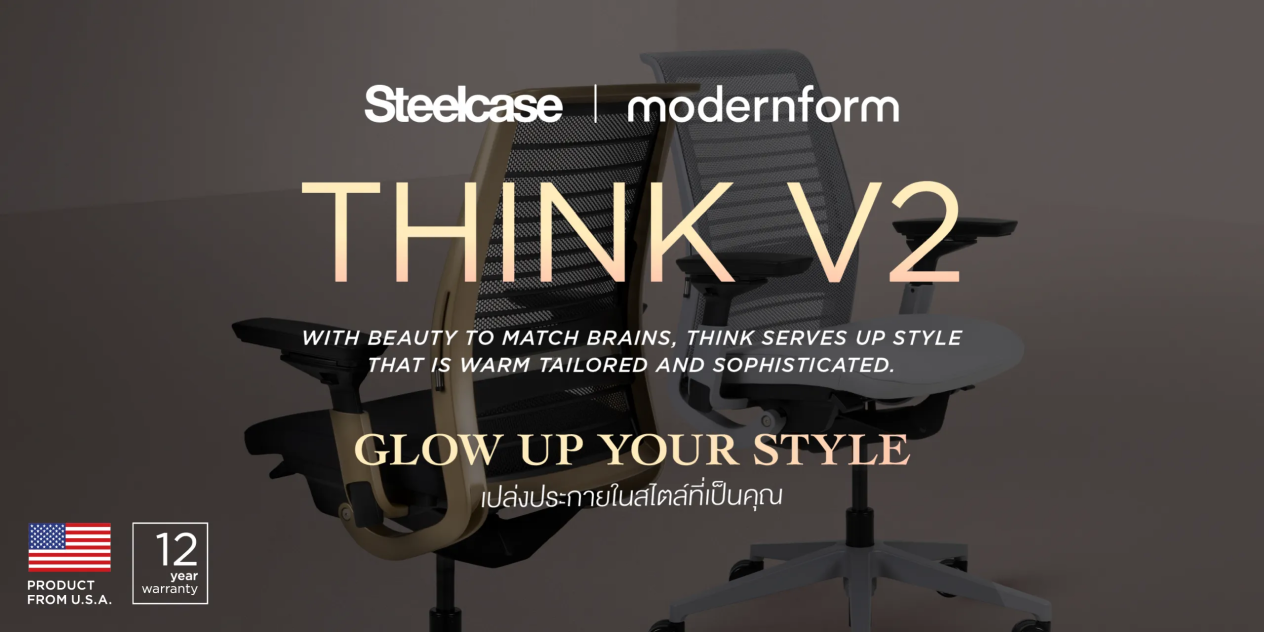 Steelcase | modernform
THINK V2
WITH BEAUTY TO MATCH BRAINS, THINK SERVES UP STYLE
THAT IS WARM TAILORED AND SOPHISTICATED.
GLOW UP YOUR STYLE
เปล่งประกายในสไตล์ที่เป็นคุณ
PRODUCT
FROM U.S.A.
12
year
warranty